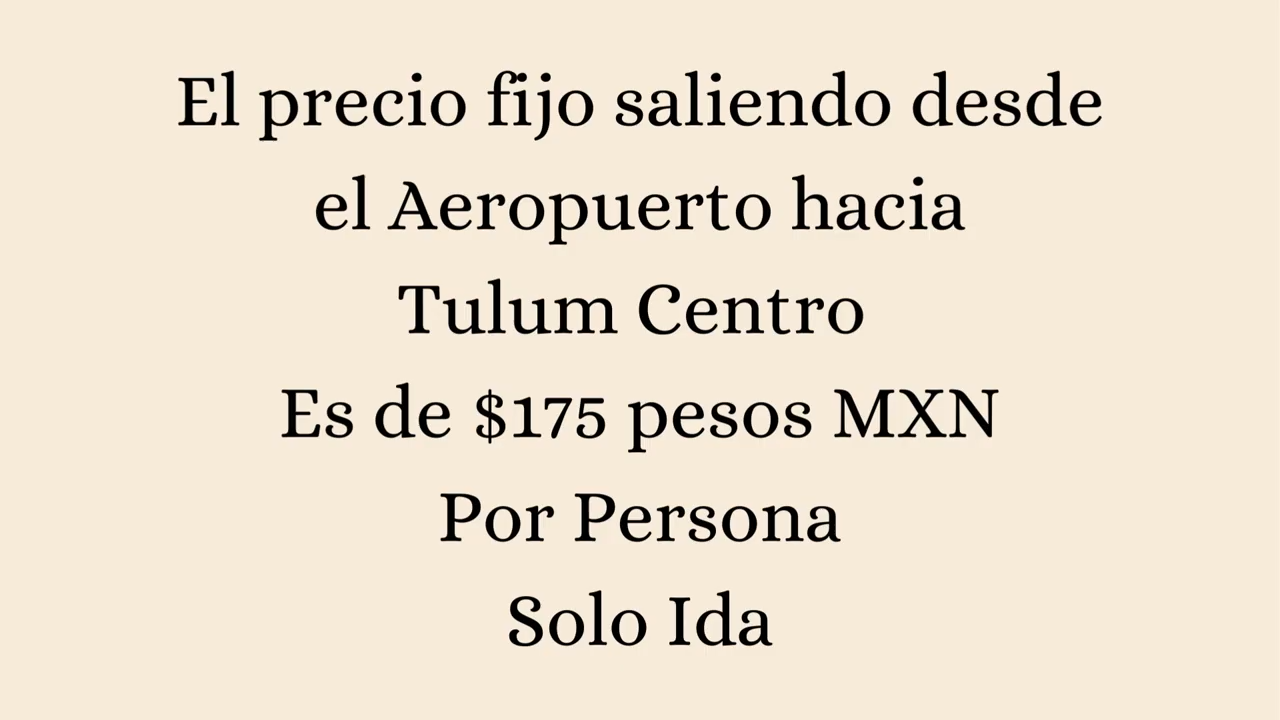 El precio fijo saliendo desde
el Aeropuerto hacia
Tulum Centro
Es de $175 pesos MXN
Por Persona
Solo Ida